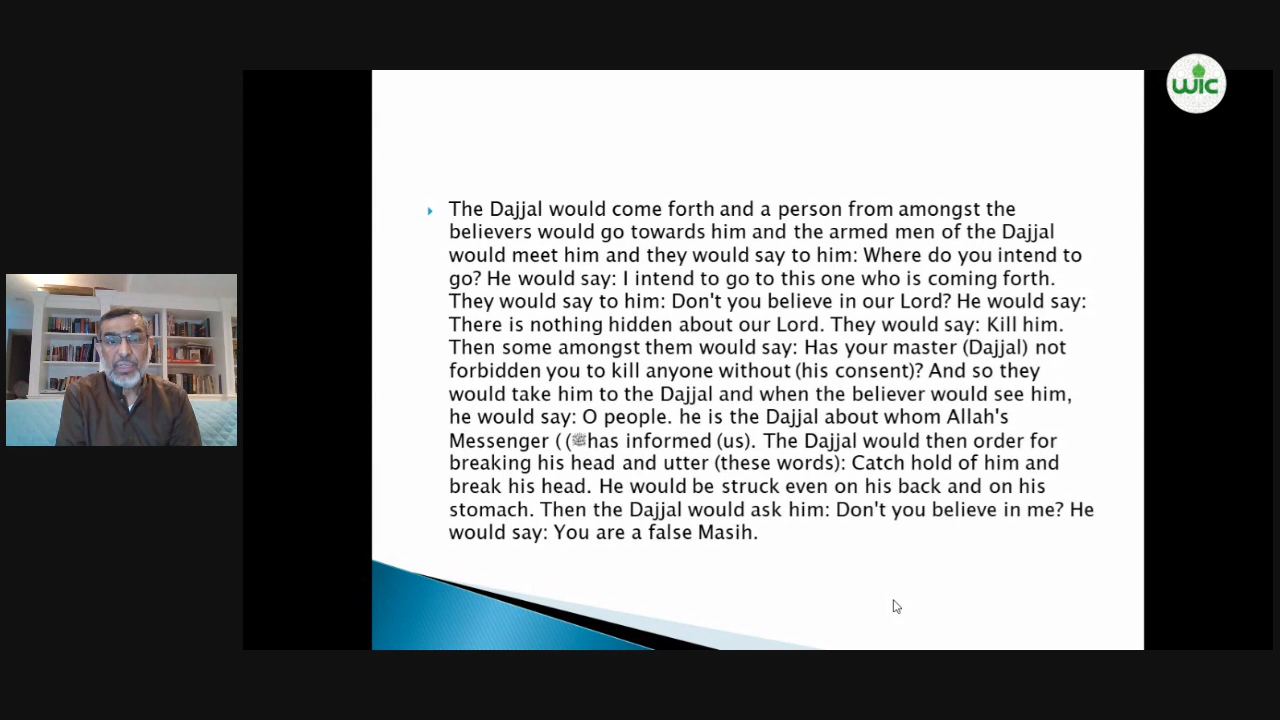 WIC
The Dajjal would come forth and a person from amongst the
believers would go towards him and the armed men of the Dajjal
would meet him and they would say to him: Where do you intend to
go? He would say: I intend to go to this one who is coming forth.
They would say to him: Don't you believe in our Lord? He would say:
There is nothing hidden about our Lord. They would say: Kill him.
Then some amongst them would say: Has your master (Dajjal) not
forbidden you to kill anyone without (his consent)? And so they
would take him to the Dajjal and when the believer would see him,
he would say: O people. he is the Dajjal about whom Allah's
Messenger ( (ﷺhas informed (us). The Dajjal would then order for
breaking his head and utter (these words): Catch hold of him and
break his head. He would be struck even on his back and on his
stomach. Then the Dajjal would ask him: Don't you believe in me? He
would say: You are a false Masih.